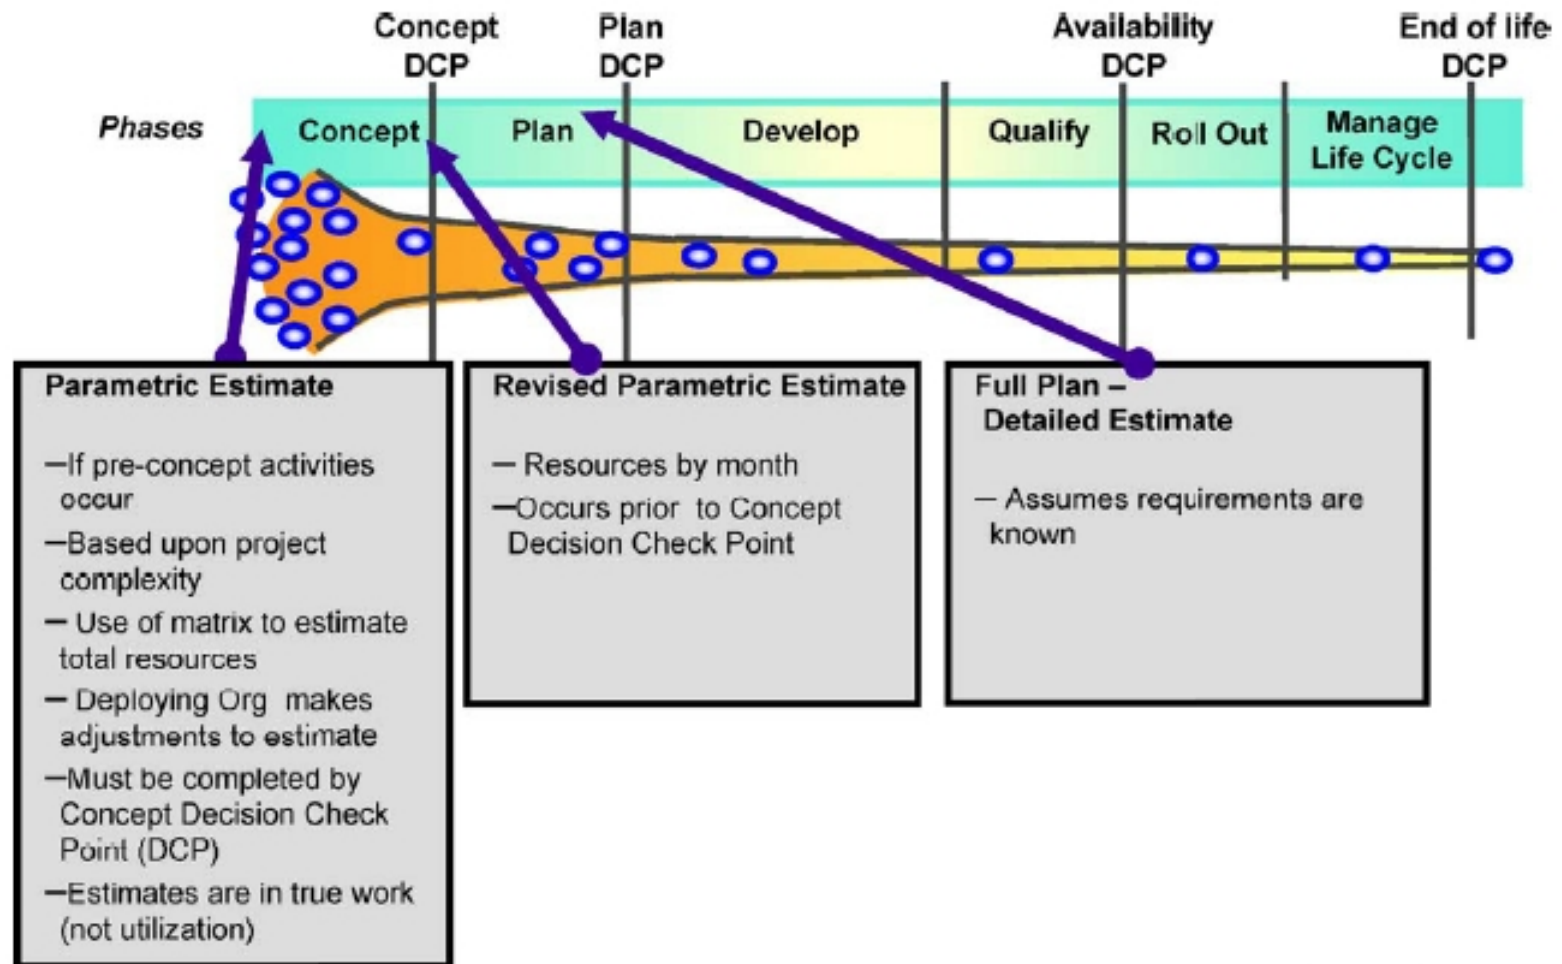 Concept
DCP
Plan
DCP
Availability
DCP
End of life
DCP
Phases
Concept
Plan
Develop
Qualify
Roll Out
Manage
Life Cycle
Parametric Estimate
—If pre-concept activities
occur
—Based upon project
complexity
— Use of matrix to estimate
total resources
— Deploying Org makes
adjustments to estimate
—Must be completed by
Concept Decision Check
Point (DCP)
—Estimates are in true work
(not utilization)
Revised Parametric Estimate
— Resources by month
—Occurs prior to Concept
Decision Check Point
Full Plan –
Detailed Estimate
— Assumes requirements are
known